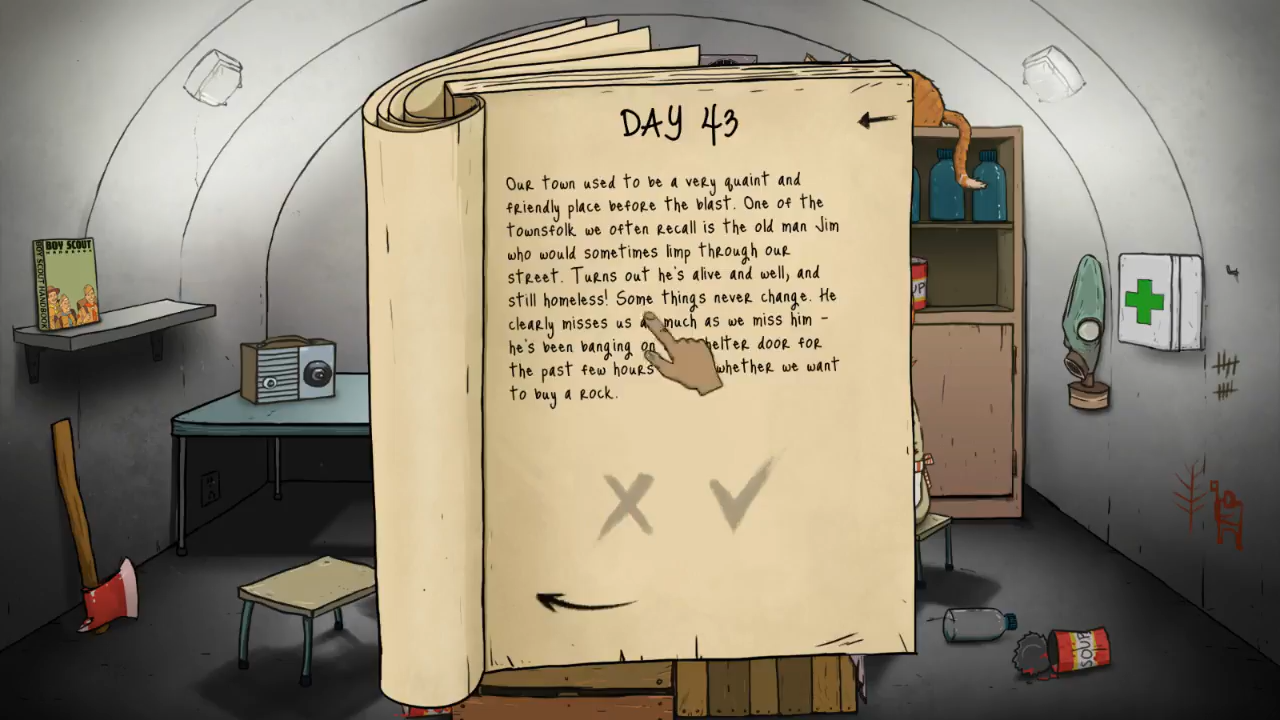 DAY 43
Our town used to be a very quaint and
friendly place before the blast. One of the
townsfolk we often recall is the old man Jim
who would sometimes limp through our
street. Turns out he's alive and well, and
still homeless! Some things never change. He
clearly misses us as much as we miss him -
he's been banging on helter door for
the past few hours whether we want
to buy a rock.
BOY SCOUT
BOY SCOUT HANDBOOK
UP
SOUP